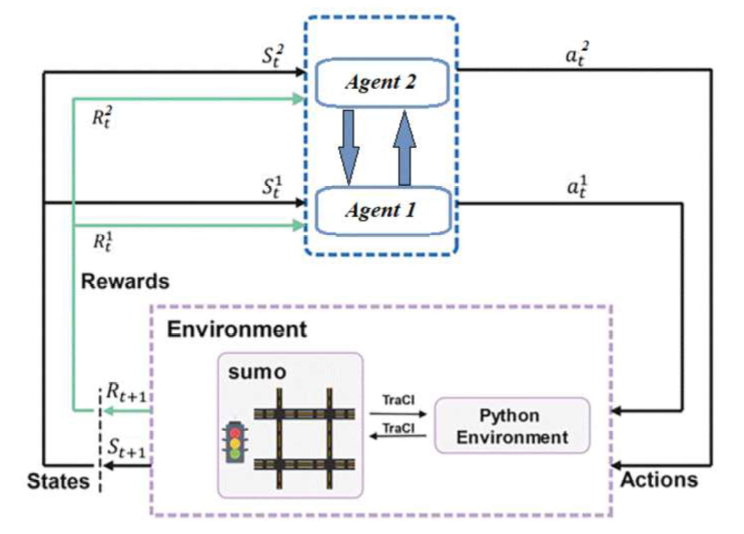 S_t^2
a_t^2
Agent 2
R_t^2
S_t^1
a_t^1
Agent 1
R_t^1
Rewards
Environment
sumo
R_{t+1}
TraCI
TraCI
Python
Environment
S_{t+1}
States
Actions